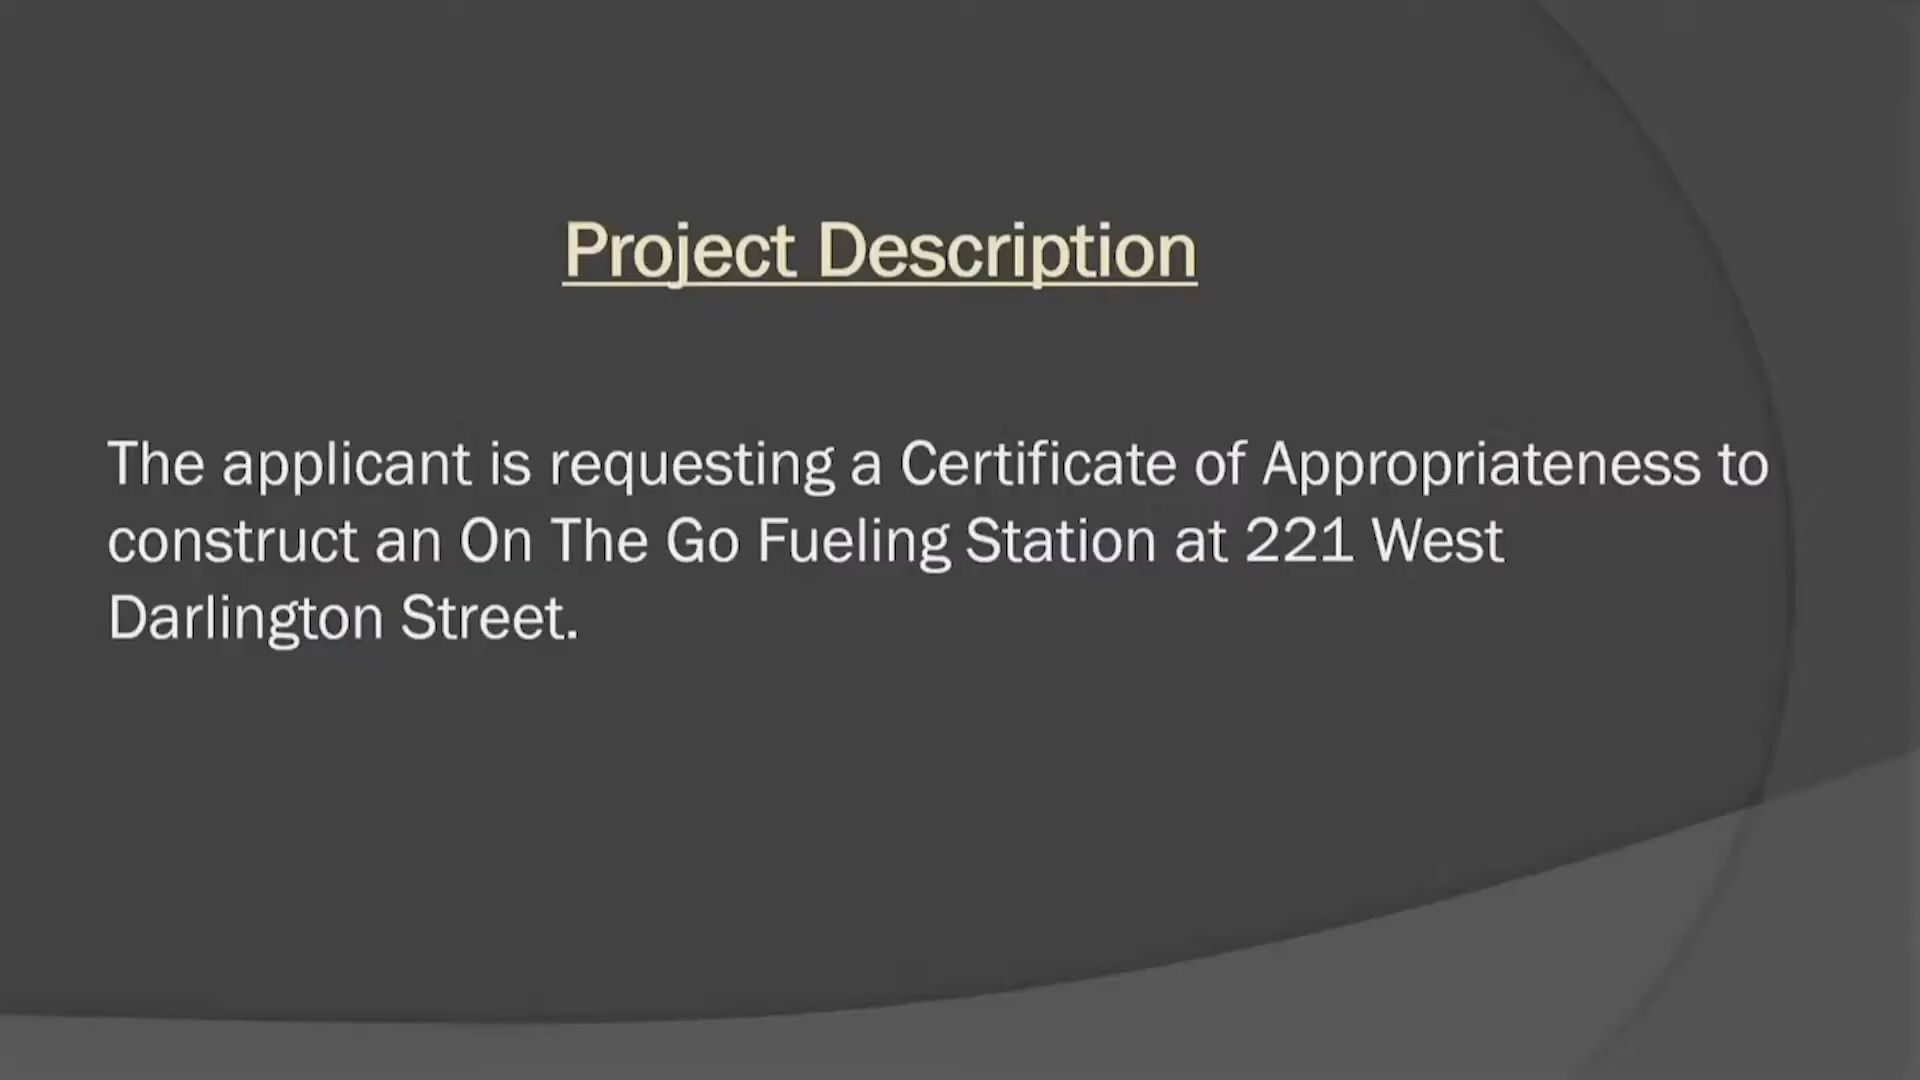 Project Description
The applicant is requesting a Certificate of Appropriateness to
construct an On The Go Fueling Station at 221 West
Darlington Street.